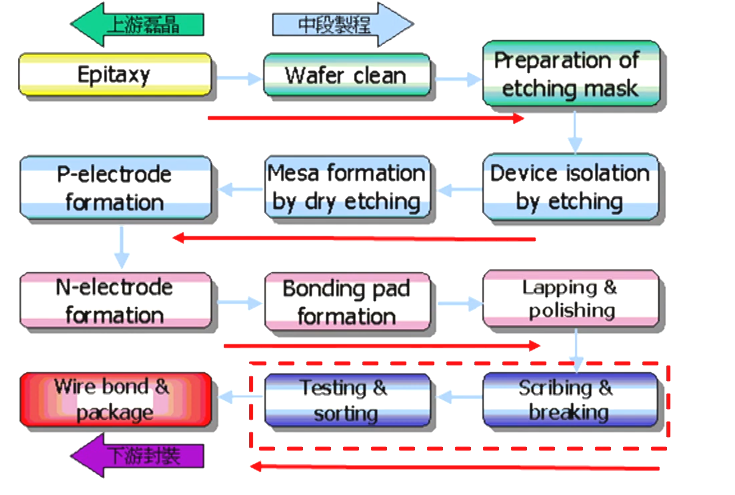 上游磊晶
中段製程
Epitaxy
Wafer clean
Preparation of
etching mask
P-electrode
formation
Mesa formation
by dry etching
Device isolation
by etching
N-electrode
formation
Bonding pad
formation
Lapping &
polishing
Wire bond &
package
Testing &
sorting
Scribing &
breaking
下游封裝